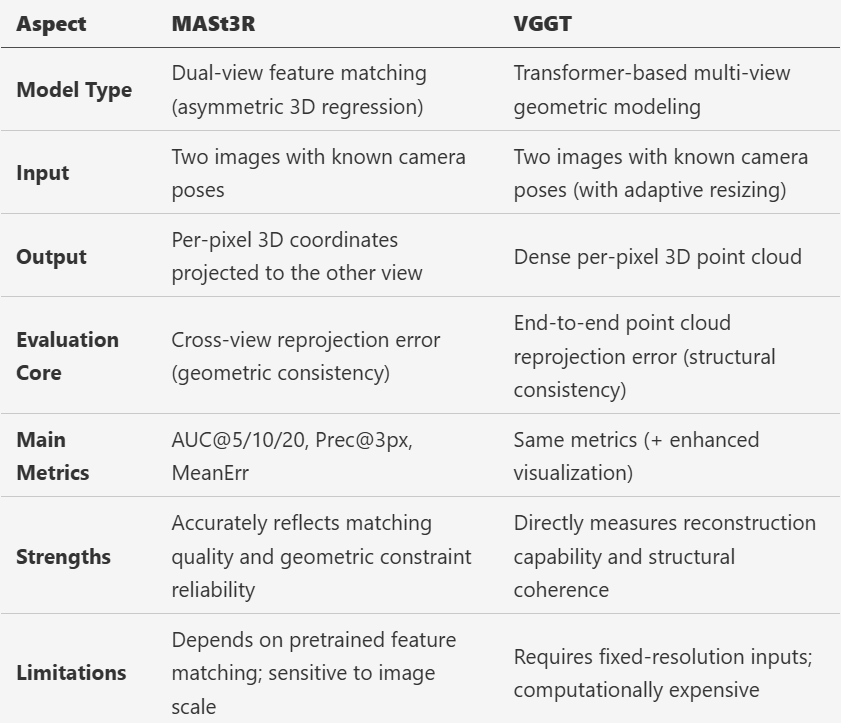 Aspect MASt3R VGGT
Model Type
Dual-view feature matching
(asymmetric 3D regression)
Transformer-based multi-view
geometric modeling
Input
Two images with known camera
poses
Two images with known camera
poses (with adaptive resizing)
Output
Per-pixel 3D coordinates
projected to the other view
Dense per-pixel 3D point cloud
Evaluation
Core
Cross-view reprojection error
(geometric consistency)
End-to-end point cloud
reprojection error (structural
consistency)
Main
Metrics
AUC@5/10/20, Prec@3px,
MeanErr
Same metrics (+ enhanced
visualization)
Strengths
Accurately reflects matching
quality and geometric constraint
reliability
Directly measures reconstruction
capability and structural
coherence
Limitations
Depends on pretrained feature
matching; sensitive to image
scale
Requires fixed-resolution inputs;
computationally expensive